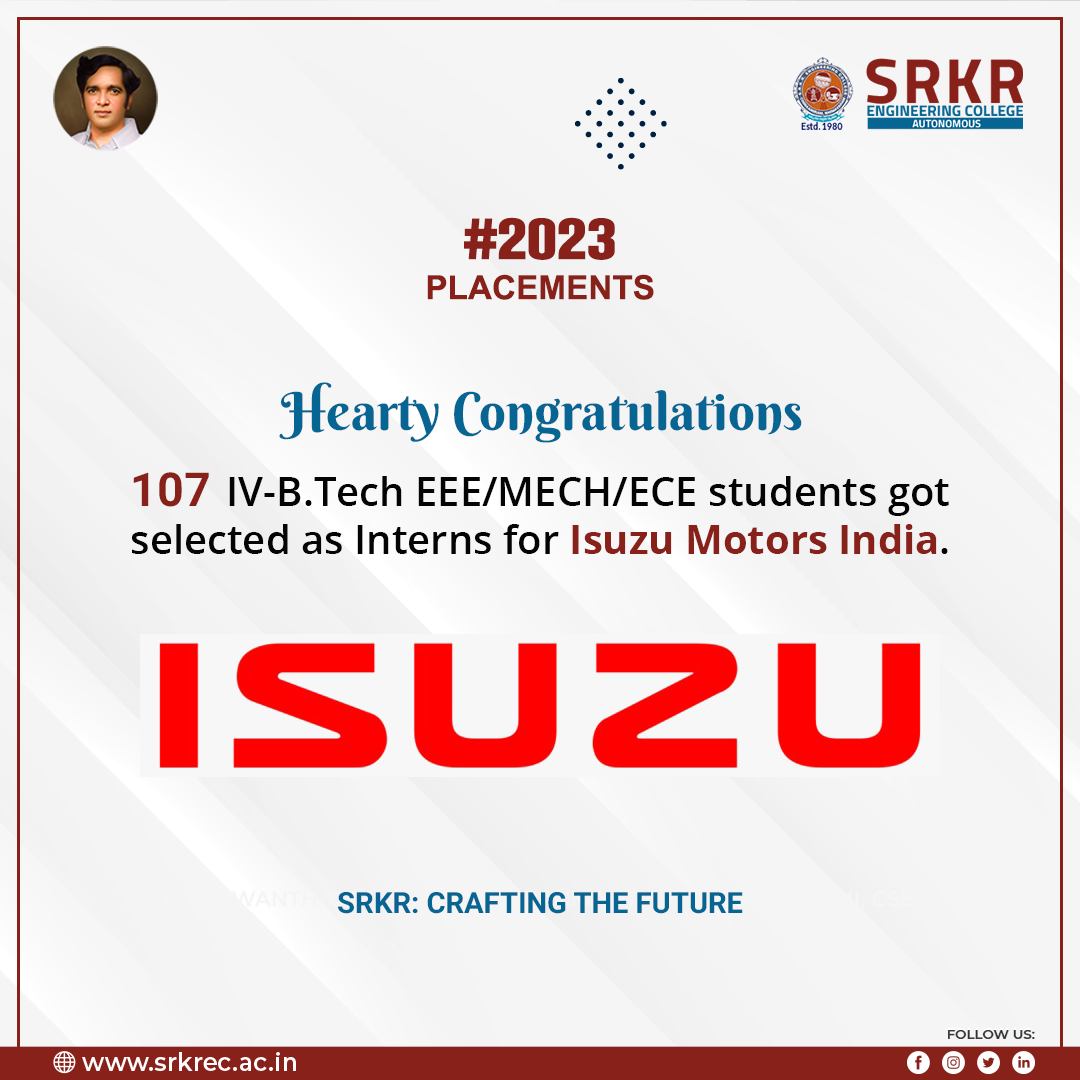 SRKR
ENGINEERING COLLEGE
AUTONOMOUS
Estd.1980
#2023
PLACEMENTS
Hearty Congratulations
107 IV-B.Tech EEE/MECH/ECE students got
selected as Interns for Isuzu Motors India.
ISUZU
SRKR: CRAFTING THE FUTURE
FOLLOW US:
www.srkrec.ac.in